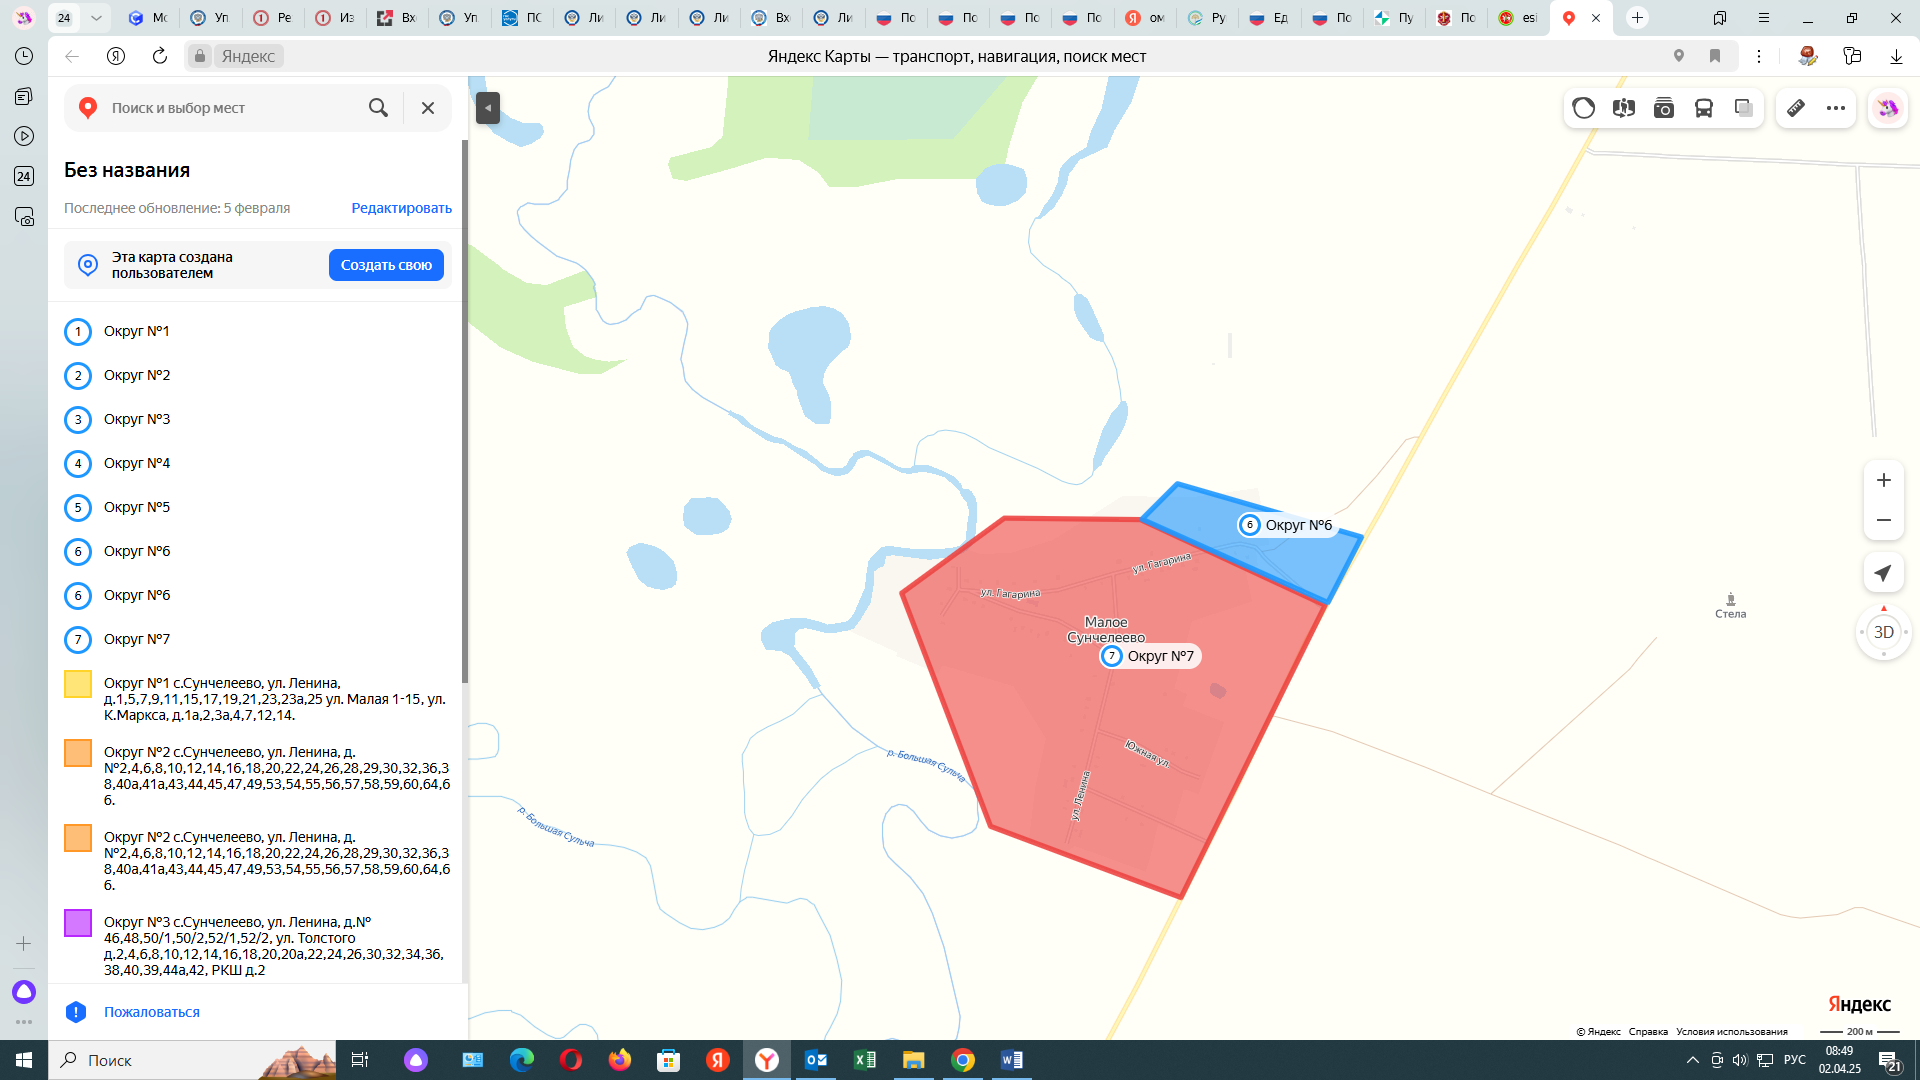 24
Яндекс
Яндекс Карты — транспорт, навигация, поиск мест
24
Поиск и выбор мест
Без названия
Последнее обновление: 5 февраля
Редактировать
Эта карта создана
пользователем
Создать свою
1 Округ №1
2 Округ №2
3 Округ №3
4 Округ №4
5 Округ №5
6 Округ №6
6 Округ №6
7 Округ №7
Округ №1 с.Сунчелеево, ул. Ленина,
д.1,5,7,9,11,15,17,19,21,23,23а,25 ул. Малая 1-15, ул.
К.Маркса, д.1а,2,3а,4,7,12,14.
Округ №2 с.Сунчелеево, ул. Ленина, д.
№2,4,6,8,10,12,14,16,18,20,22,24,26,28,29,30,32,36,3
8,40а,41а,43,44,45,47,49,53,54,55,56,57,58,59,60,64,6
6.
Округ №2 с.Сунчелеево, ул. Ленина, д.
№2,4,6,8,10,12,14,16,18,20,22,24,26,28,29,30,32,36,3
8,40а,41а,43,44,45,47,49,53,54,55,56,57,58,59,60,64,6
6.
Округ №3 с.Сунчелеево, ул. Ленина, д.№
46,48,50/1,50/2,52/1,52/2, ул. Толстого
д.2,4,6,8,10,12,14,16,18,20,20а,22,24,26,30,32,34,36,
38,40,39,44а,42, РКШ д.2
Пожаловаться
6 Округ №6
ул. Гагарина
ул. Гагарина
Малое
Сунчелеево
7 Округ №7
Южная ул.
ул. Ленина
р. Большая Сульча
р. Большая Сульча
Стела
3D
Яндекс
© Яндекс Справка Условия использования
200 м
Поиск
РУС
08:49
02.04.25
21